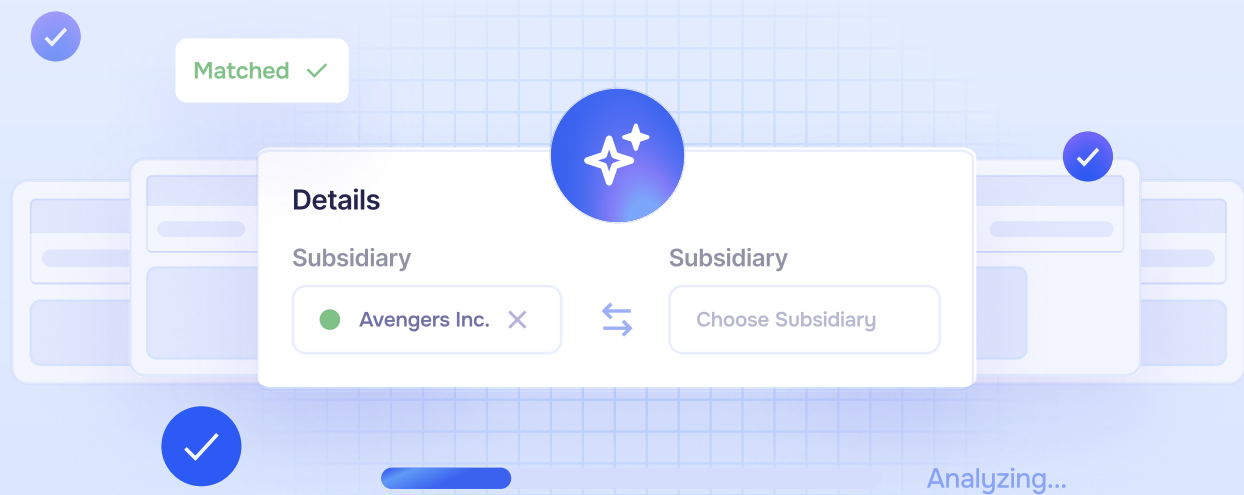 Matched
Details
Subsidiary
Subsidiary
Avengers Inc.
Choose Subsidiary
Analyzing...